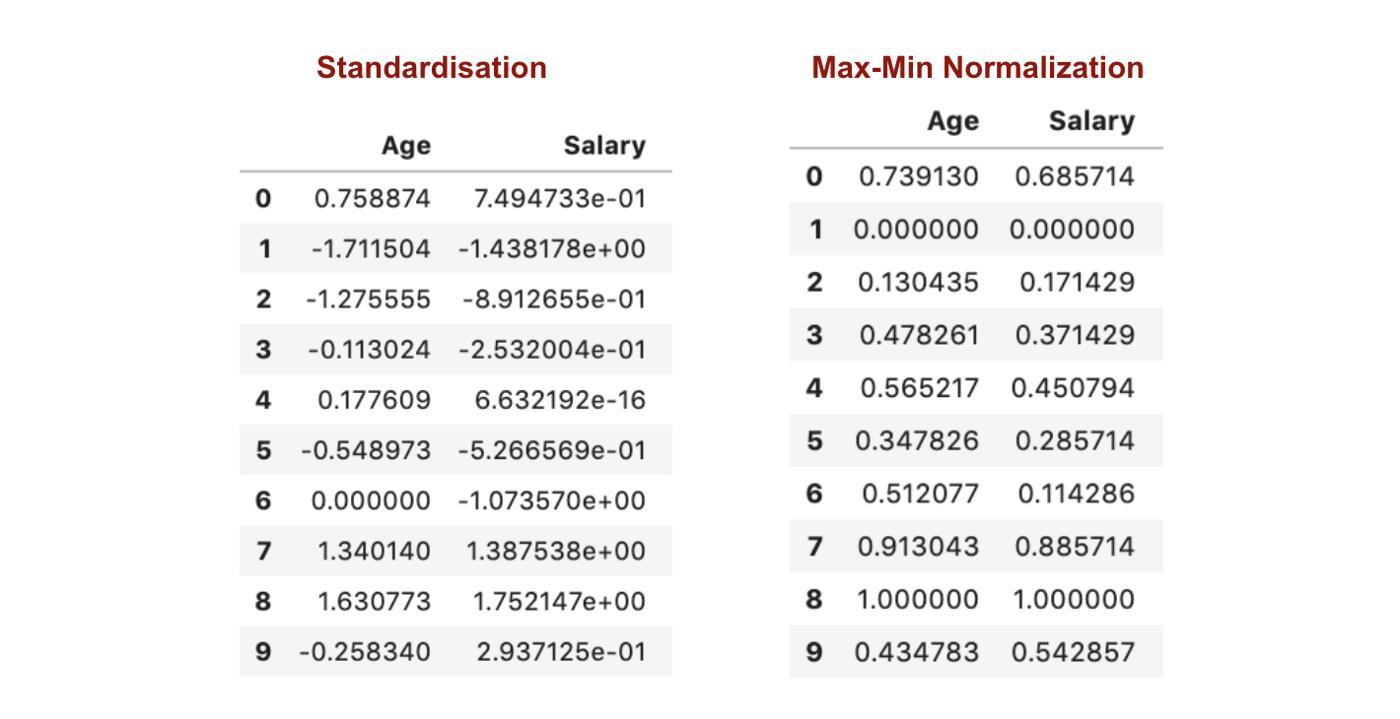 Standardisation
Age Salary
0 0.758874 7.494733e-01
1 -1.711504 -1.438178e+00
2 -1.275555 -8.912655e-01
3 -0.113024 -2.532004e-01
4 0.177609 6.632192e-16
5 -0.548973 -5.266569e-01
6 0.000000 -1.073570e+00
7 1.340140 1.387538e+00
8 1.630773 1.752147e+00
9 -0.258340 2.937125e-01
Max-Min Normalization
Age Salary
0 0.739130 0.685714
1 0.000000 0.000000
2 0.130435 0.171429
3 0.478261 0.371429
4 0.565217 0.450794
5 0.347826 0.285714
6 0.512077 0.114286
7 0.913043 0.885714
8 1.000000 1.000000
9 0.434783 0.542857